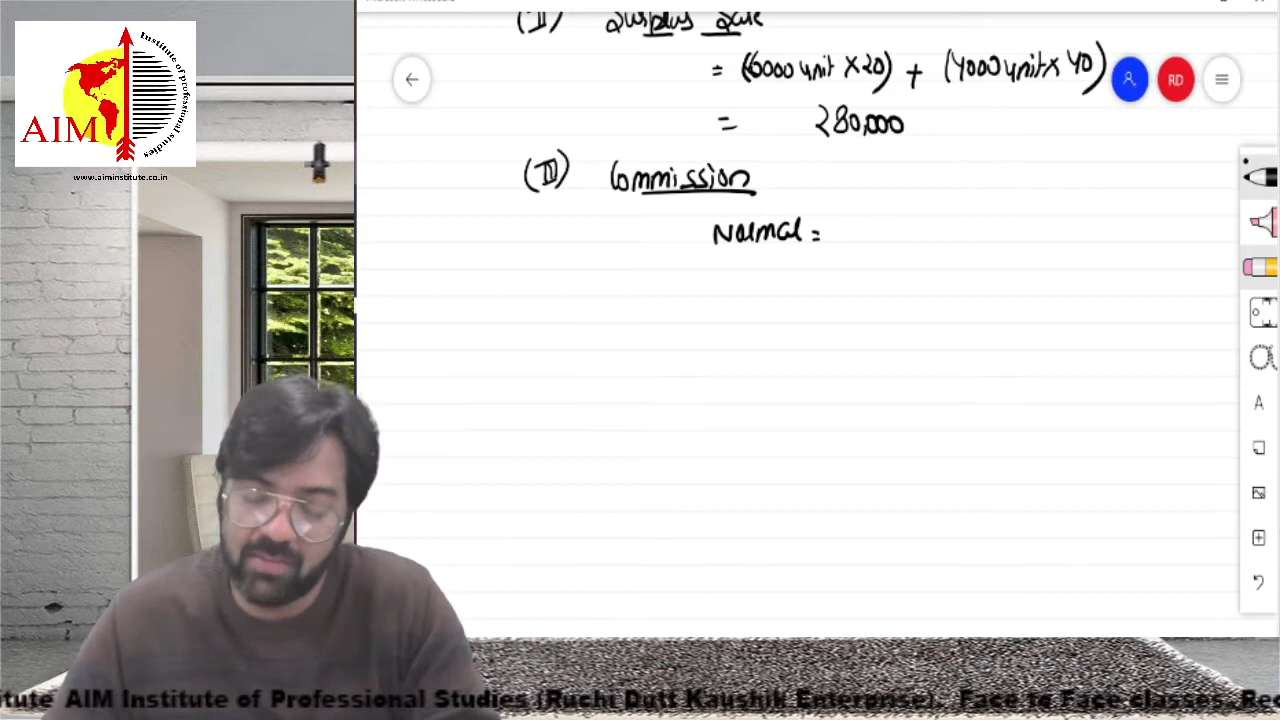 (II) Surplus Sale
= (6000 unit × 20) + (4000 unit × 40)
= 280,000
(III) Commission
Normal =
AIM
Institute of professional studies
www.aiminstitute.co.in
RD
A
itute AIM Institute of Professional Studies (Ruchi Dutt Kaushik Enterprise). Face to Face classes. Rec